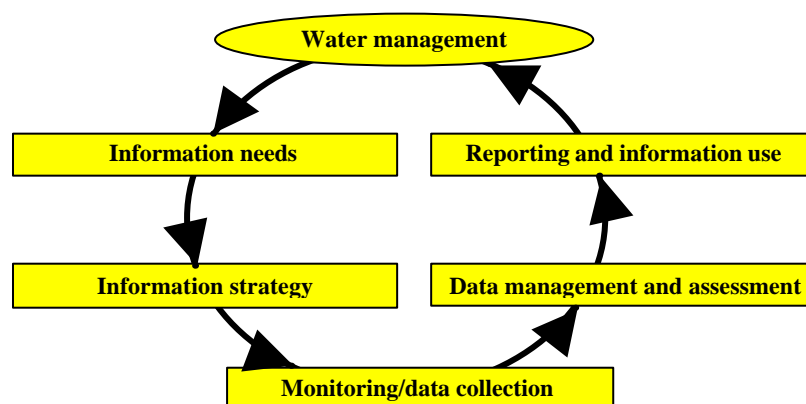 Water management
Information needs
Reporting and information use
Information strategy
Data management and assessment
Monitoring/data collection